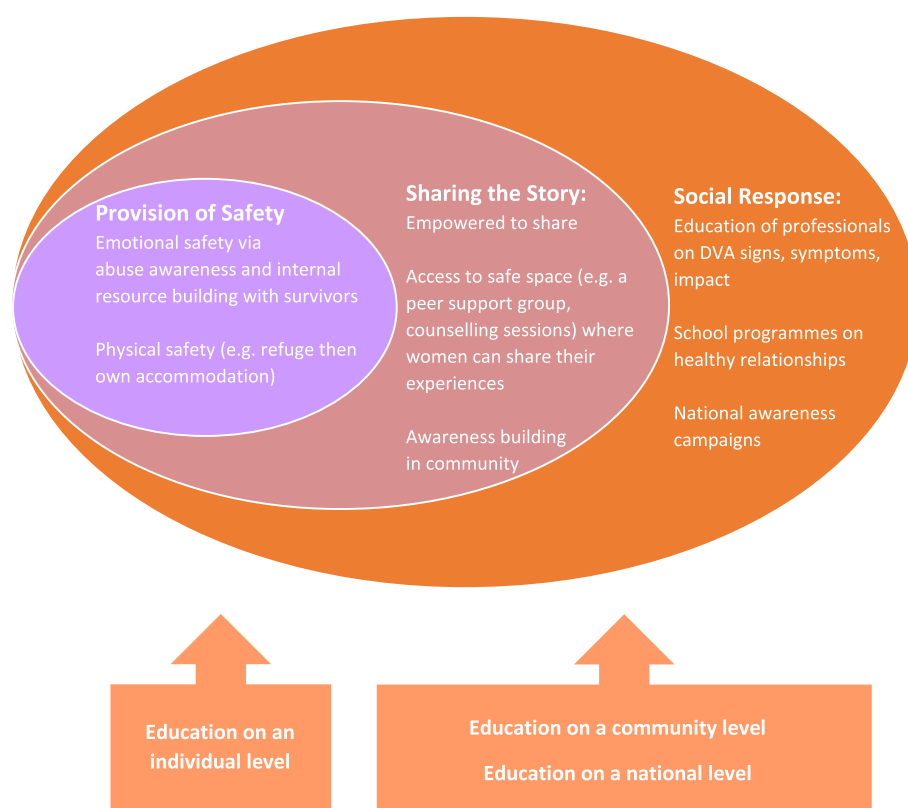 Provision of Safety
Emotional safety via
abuse awareness and internal
resource building with survivors
Physical safety (e.g. refuge then
own accommodation)
Sharing the Story:
Empowered to share
Access to safe space (e.g. a
peer support group,
counselling sessions) where
women can share their
experiences
Awareness building
in community
Social Response:
Education of professionals
on DVA signs, symptoms,
impact
School programmes on
healthy relationships
National awareness
campaigns
Education on an
individual level
Education on a community level
Education on a national level